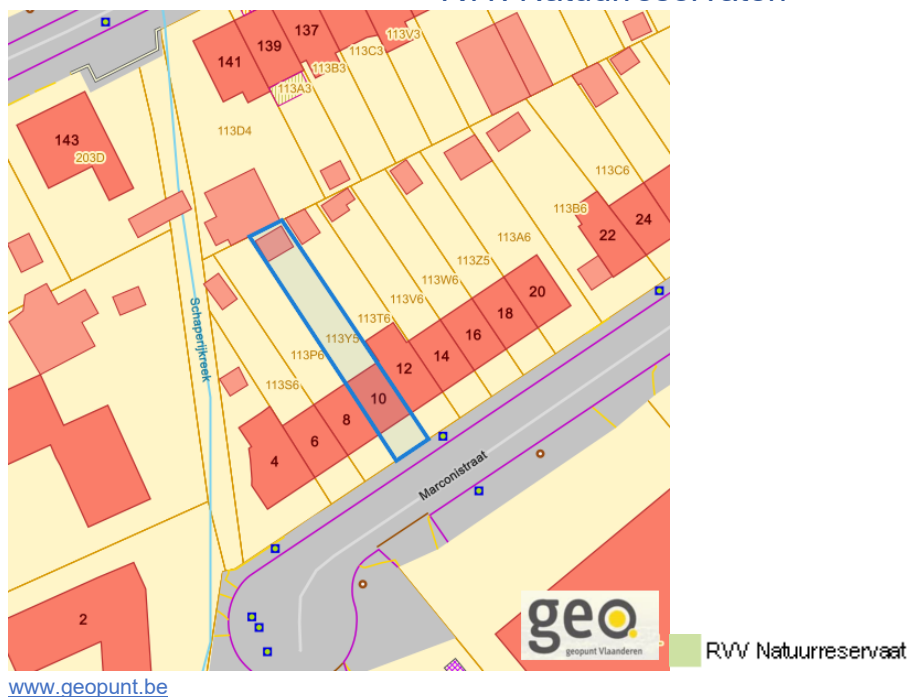 RVV Natuurreservaten
137
139
141
113V3
113C3
113B3
113A3
113D4
143
203D
113C6
113B6
22
24
113A6
113Z5
113W6
113V6
113T6
113Y5
113P6
113S6
Schaperijkreek
20
18
16
14
12
10
8
6
4
Marconistraat
2
geo.
geopunt Vlaanderen
RVV Natuurreservaat
www.geopunt.be